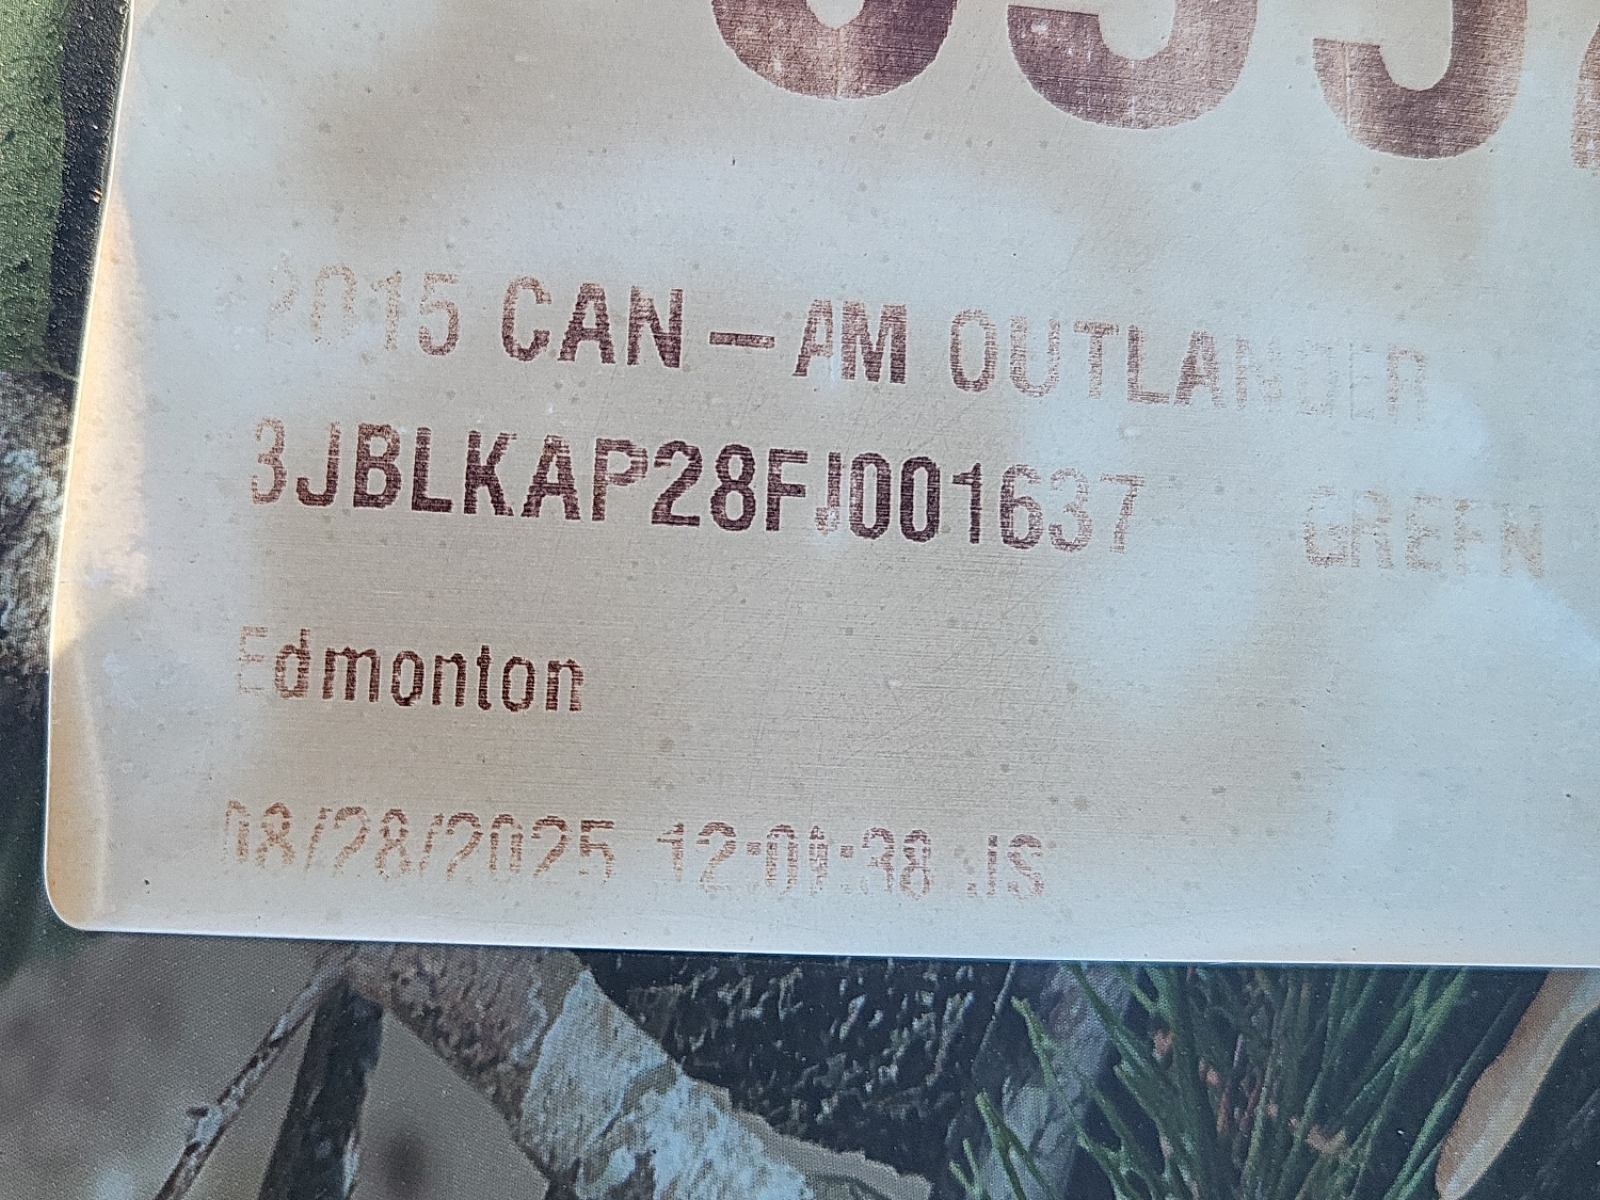 2015 CAN-AM OUTLANDER
3JBLKAP28FJ001637 GREEN
Edmonton
08/28/2025 12:01:38 JS